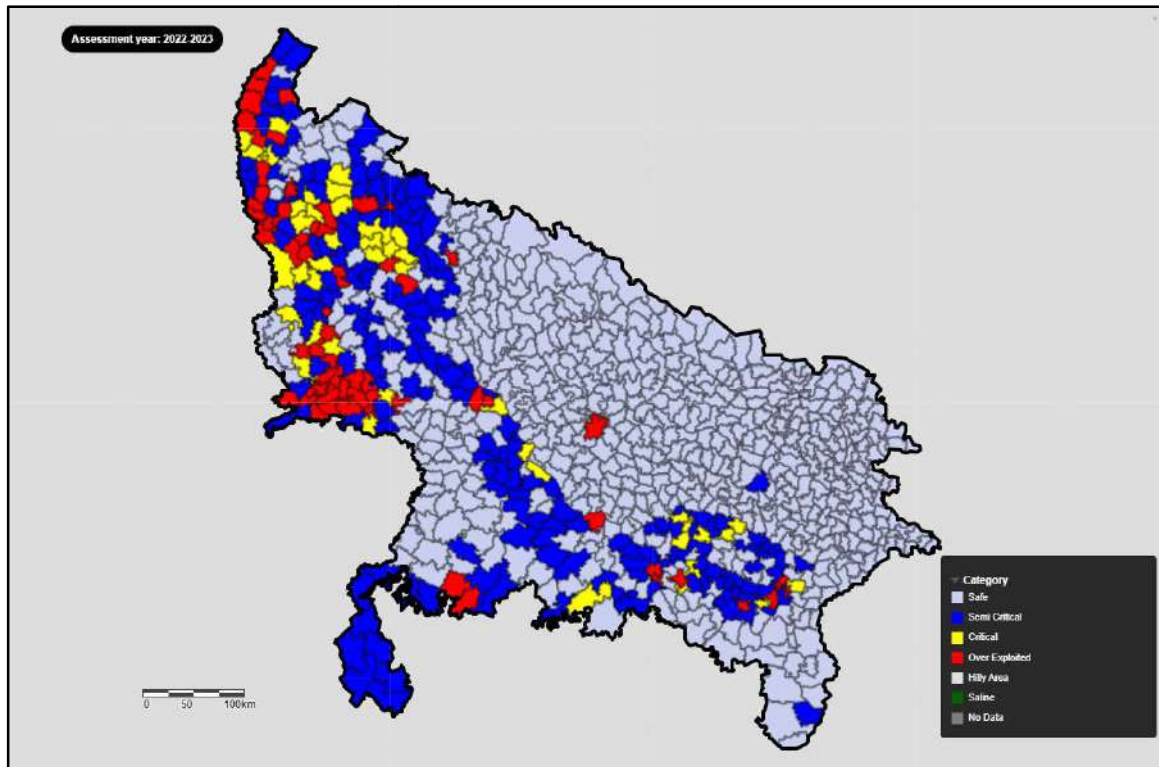 Assessment year: 2022-2023
Category
Safe
Semi Critical
Critical
Over Exploited
Hilly Area
Saline
No Data
0 50 100km